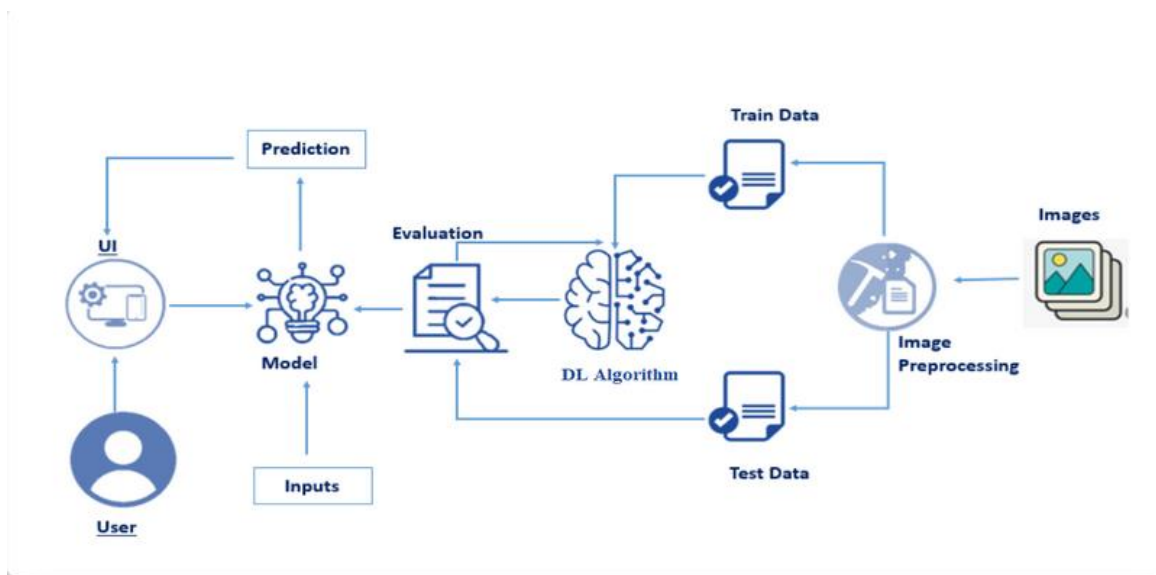 Train Data
Prediction
Images
Evaluation
UI
Image
Preprocessing
Model
DL Algorithm
Test Data
Inputs
User